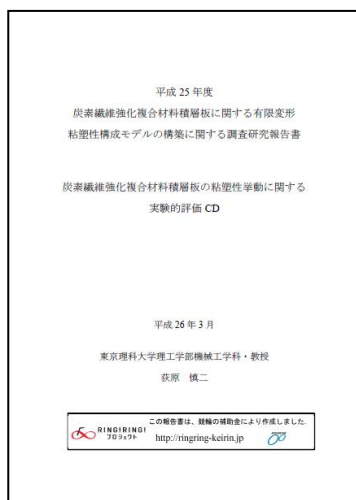 平成 25 年度
炭素繊維強化複合材料積層板に関する有限変形
粘塑性構成モデルの構築に関する調査研究報告書
炭素繊維強化複合材料積層板の粘塑性挙動に関する
実験的評価 CD
平成 26 年 3 月
東京理科大学理工学部機械工学科・教授
荻原 慎二
この報告書は、競輪の補助金により作成しました.
RING!RING!
プロジェクト
http://ringring-keirin.jp